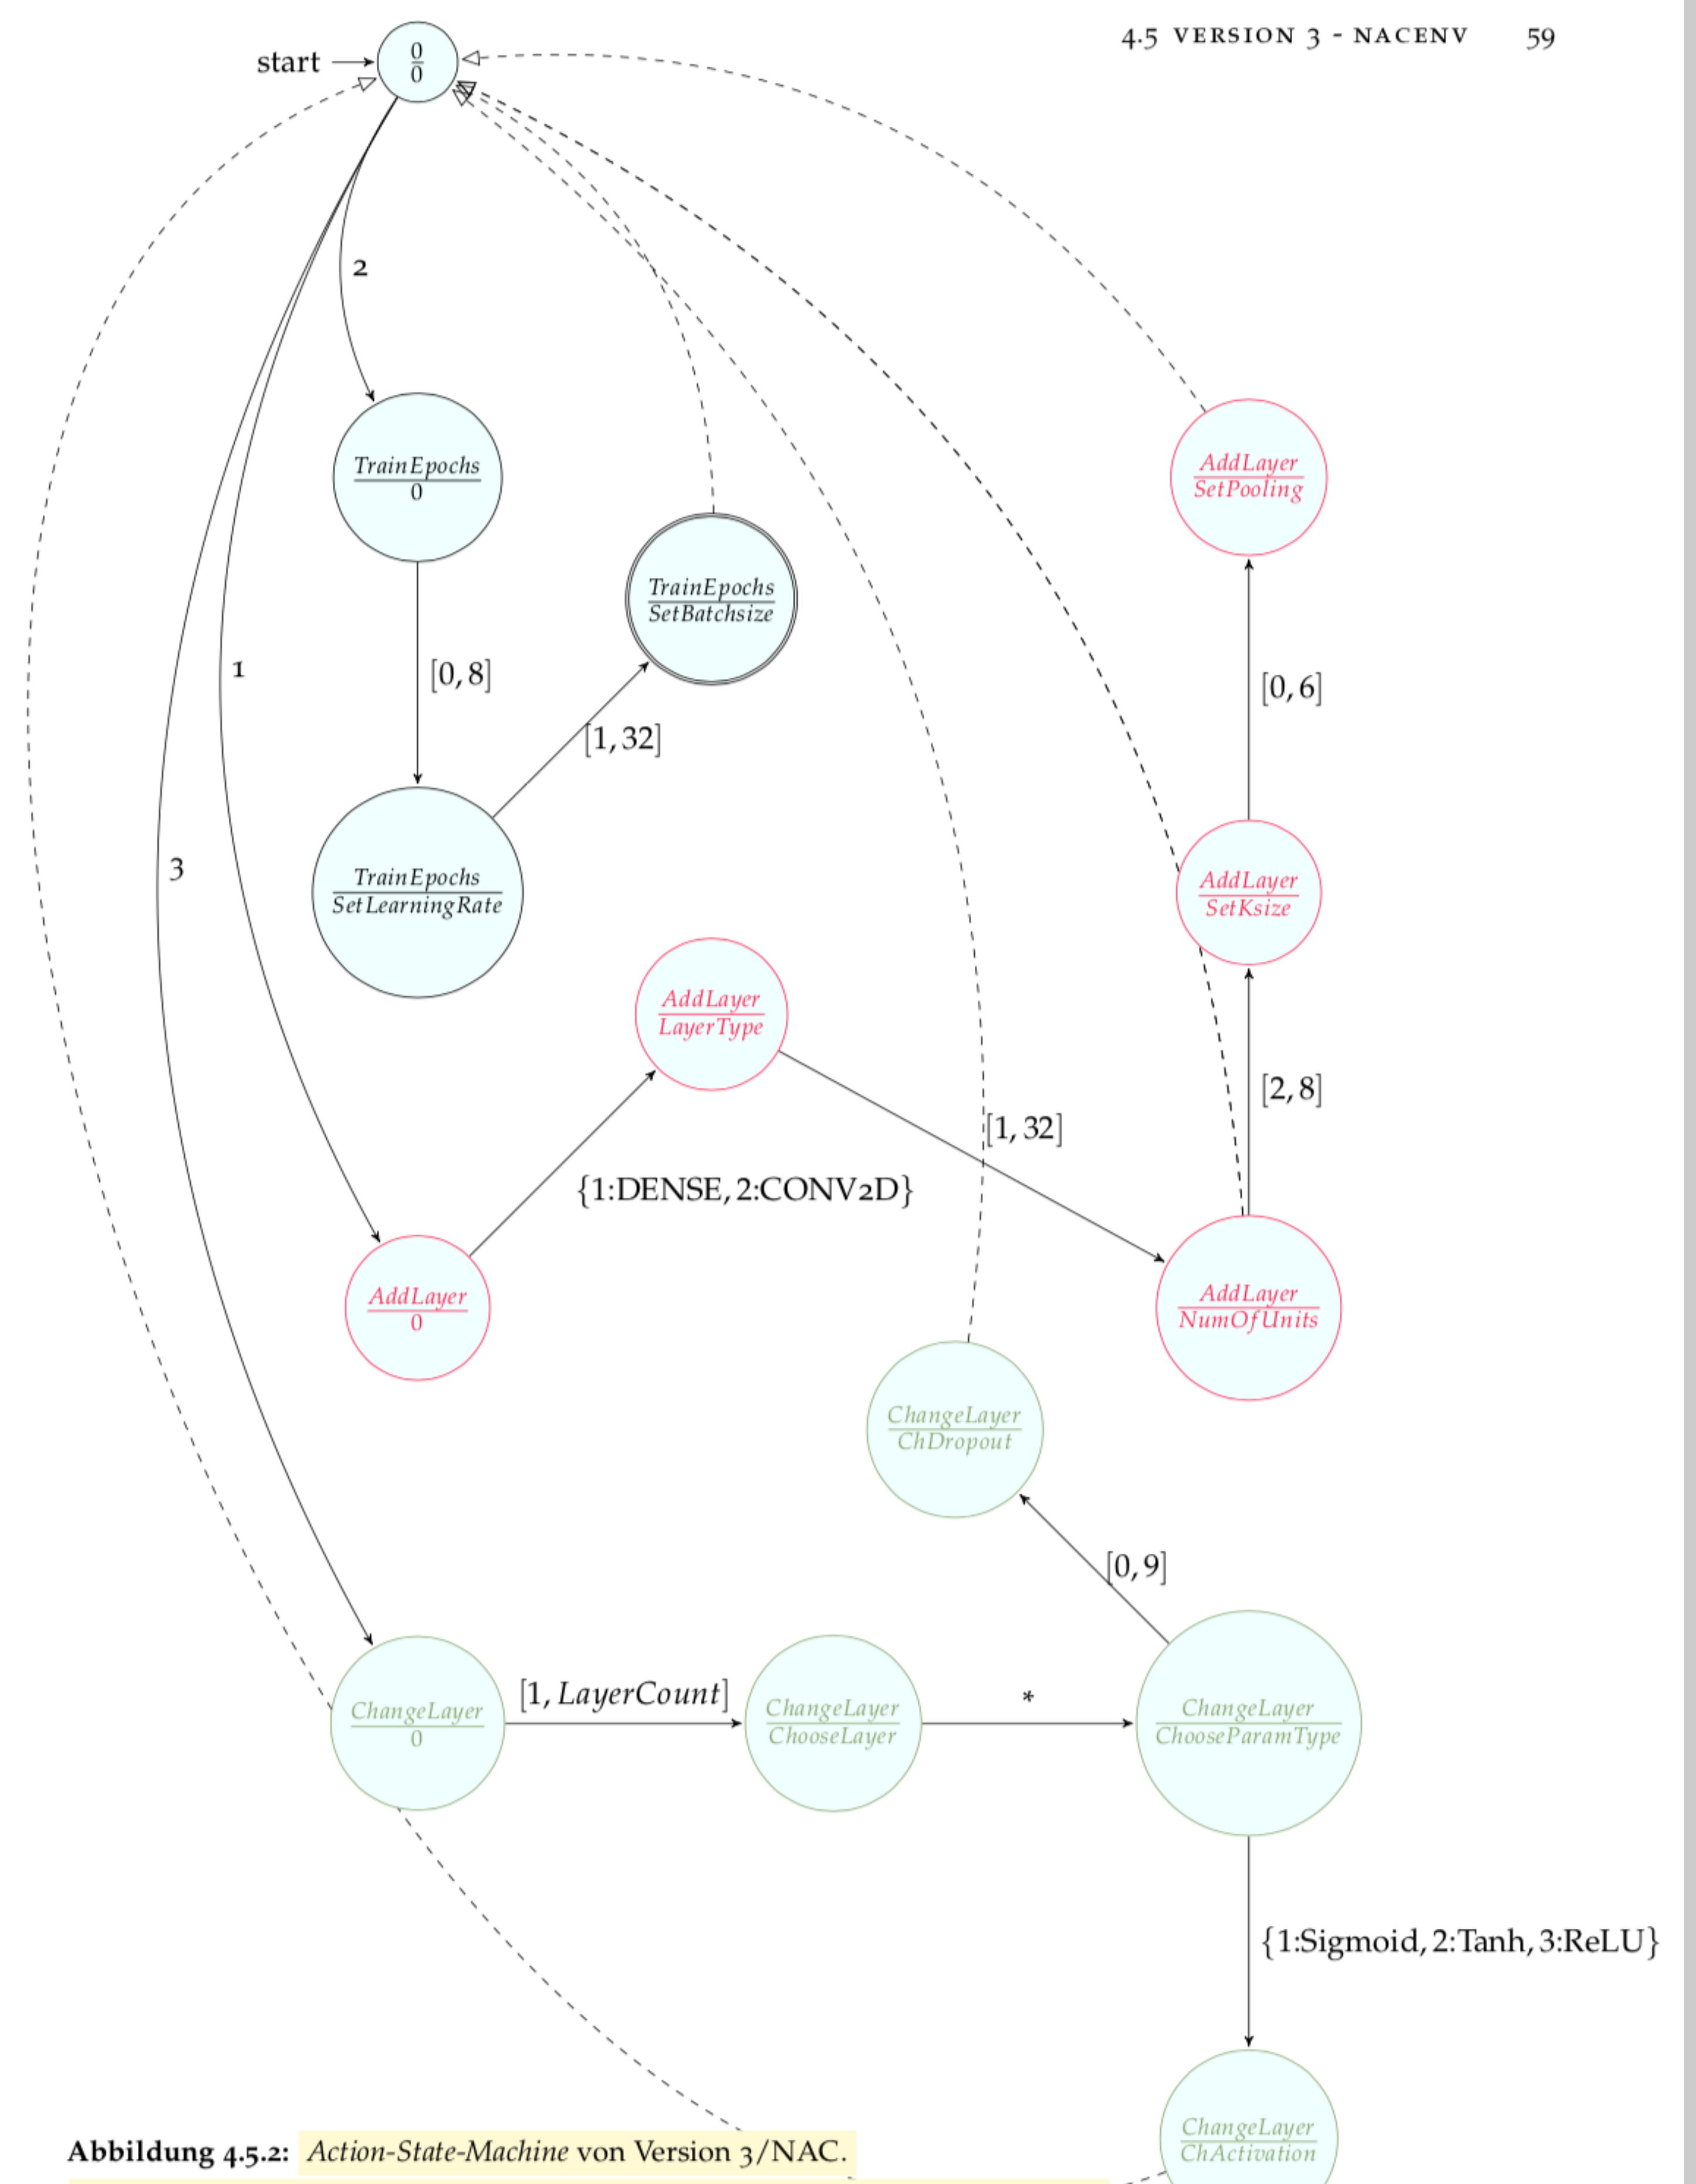 4.5 VERSION 3 - NACENV 59
start
0
0
2
TrainEpochs
0
AddLayer
SetPooling
TrainEpochs
SetBatchsize
1
[0, 8]
[0, 6]
[1, 32]
3
TrainEpochs
SetLearningRate
AddLayer
SetKsize
AddLayer
LayerType
[2, 8]
[1, 32]
{1:DENSE, 2:CONV2D}
AddLayer
0
AddLayer
NumOfUnits
ChangeLayer
ChDropout
[0, 9]
[1, LayerCount]
*
ChangeLayer
0
ChangeLayer
ChooseLayer
ChangeLayer
ChooseParamType
{1:Sigmoid, 2:Tanh, 3:ReLU}
ChangeLayer
ChActivation
Abbildung 4.5.2: Action-State-Machine von Version 3/NAC.